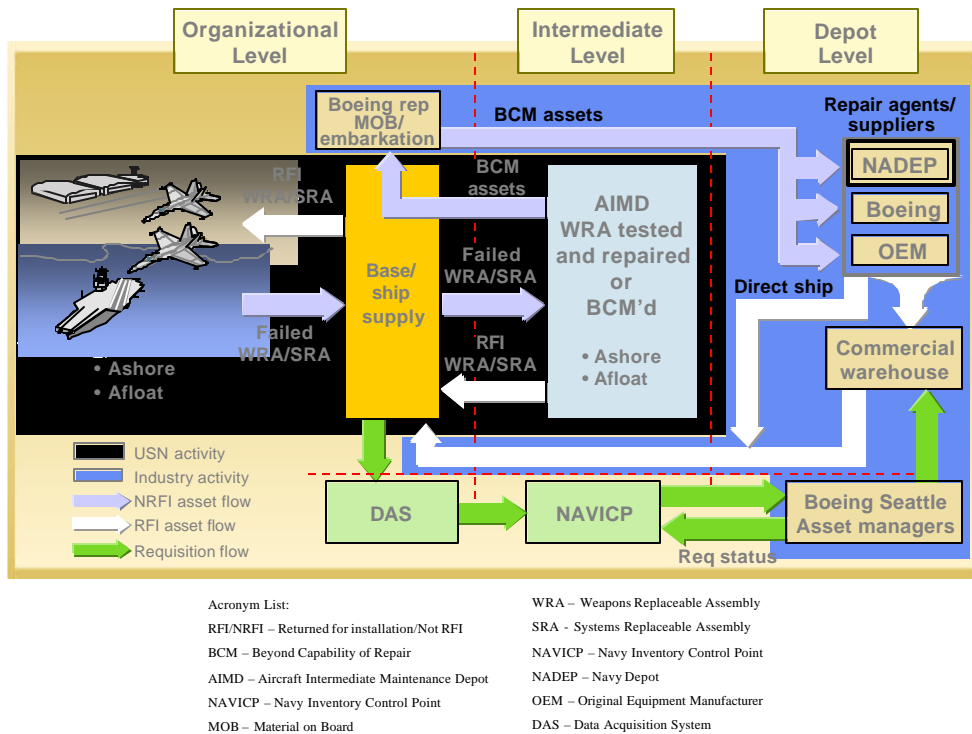 Organizational
Level
Intermediate
Level
Depot
Level
Boeing rep
MOB/
embarkation
BCM assets
Repair agents/
suppliers
NADEP
Boeing
OEM
RFI
WRA/SRA
BCM
assets
AIMD
WRA tested
and repaired
or
BCM’d
• Ashore
• Afloat
Base/
ship
supply
Failed
WRA/SRA
Failed
WRA/SRA
RFI
WRA/SRA
Direct ship
Commercial
warehouse
• Ashore
• Afloat
USN activity
Industry activity
NRFI asset flow
RFI asset flow
Requisition flow
DAS
NAVICP
Boeing Seattle
Asset managers
Req status
Acronym List:
RFI/NRFI – Returned for installation/Not RFI
BCM – Beyond Capability of Repair
AIMD – Aircraft Intermediate Maintenance Depot
NAVICP – Navy Inventory Control Point
MOB – Material on Board
WRA – Weapons Replaceable Assembly
SRA - Systems Replaceable Assembly
NAVICP – Navy Inventory Control Point
NADEP – Navy Depot
OEM – Original Equipment Manufacturer
DAS – Data Acquisition System